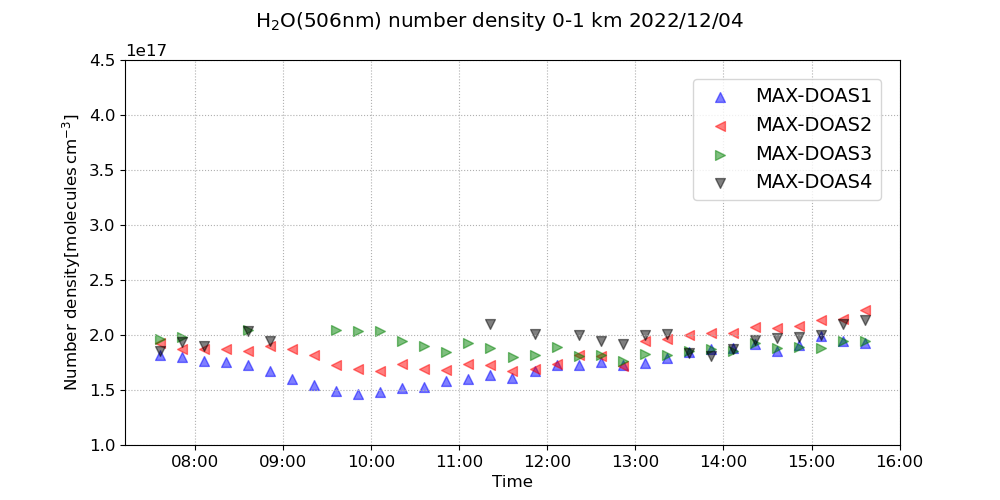 H₂O(506nm) number density 0-1 km 2022/12/04
1e17
4.5
4.0
3.5
3.0
2.5
2.0
1.5
1.0
Number density[molecules cm⁻³]
MAX-DOAS1
MAX-DOAS2
MAX-DOAS3
MAX-DOAS4
08:00 09:00 10:00 11:00 12:00 13:00 14:00 15:00 16:00
Time